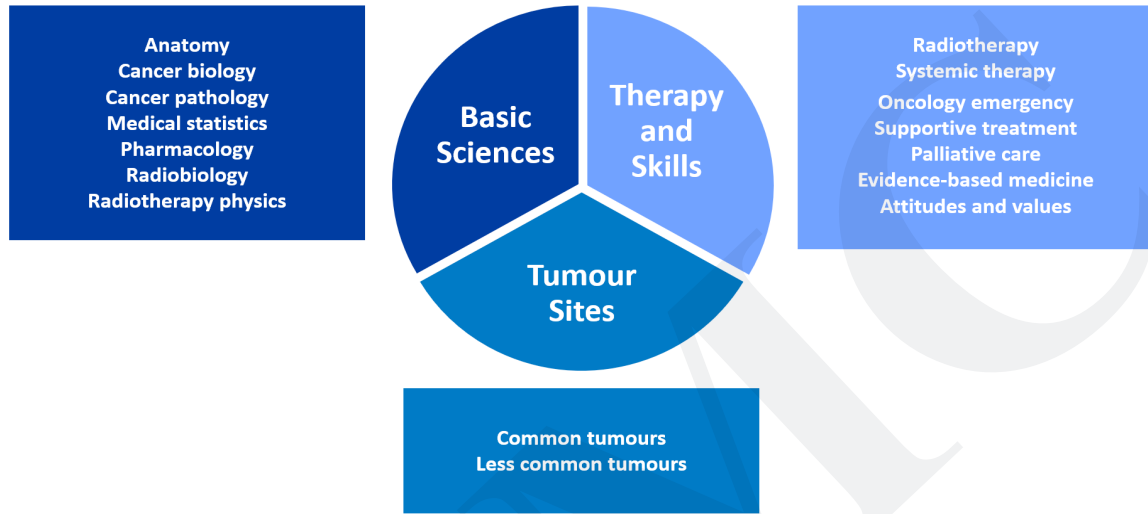 Anatomy
Cancer biology
Cancer pathology
Medical statistics
Pharmacology
Radiobiology
Radiotherapy physics
Basic
Sciences
Therapy
and
Skills
Tumour
Sites
Radiotherapy
Systemic therapy
Oncology emergency
Supportive treatment
Palliative care
Evidence-based medicine
Attitudes and values
Common tumours
Less common tumours